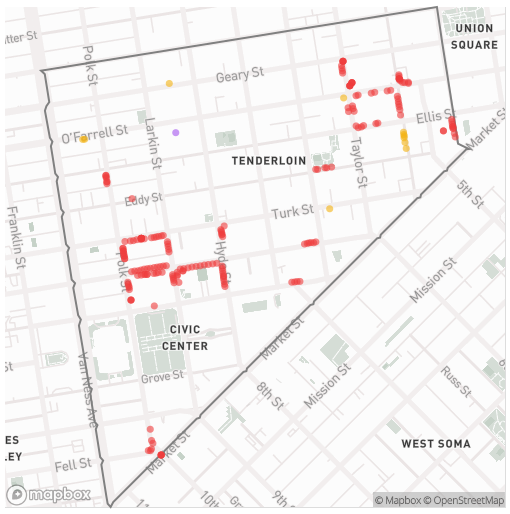 UNION
SQUARE
utter St
Polk St
Geary St
Ellis St
Market St
O'Farrell St
Larkin St
TENDERLOIN
Taylor St
Eddy St
5th St
Franklin St
Turk St
Hyde St
Polk St
Mission St
CIVIC
CENTER
Market St
Van Ness Ave
Grove St
8th St
Mission St
Russ St
ES
LEY
Fell St
Market St
WEST SOMA
10th
9th St
mapbox
© Mapbox © OpenStreetMap